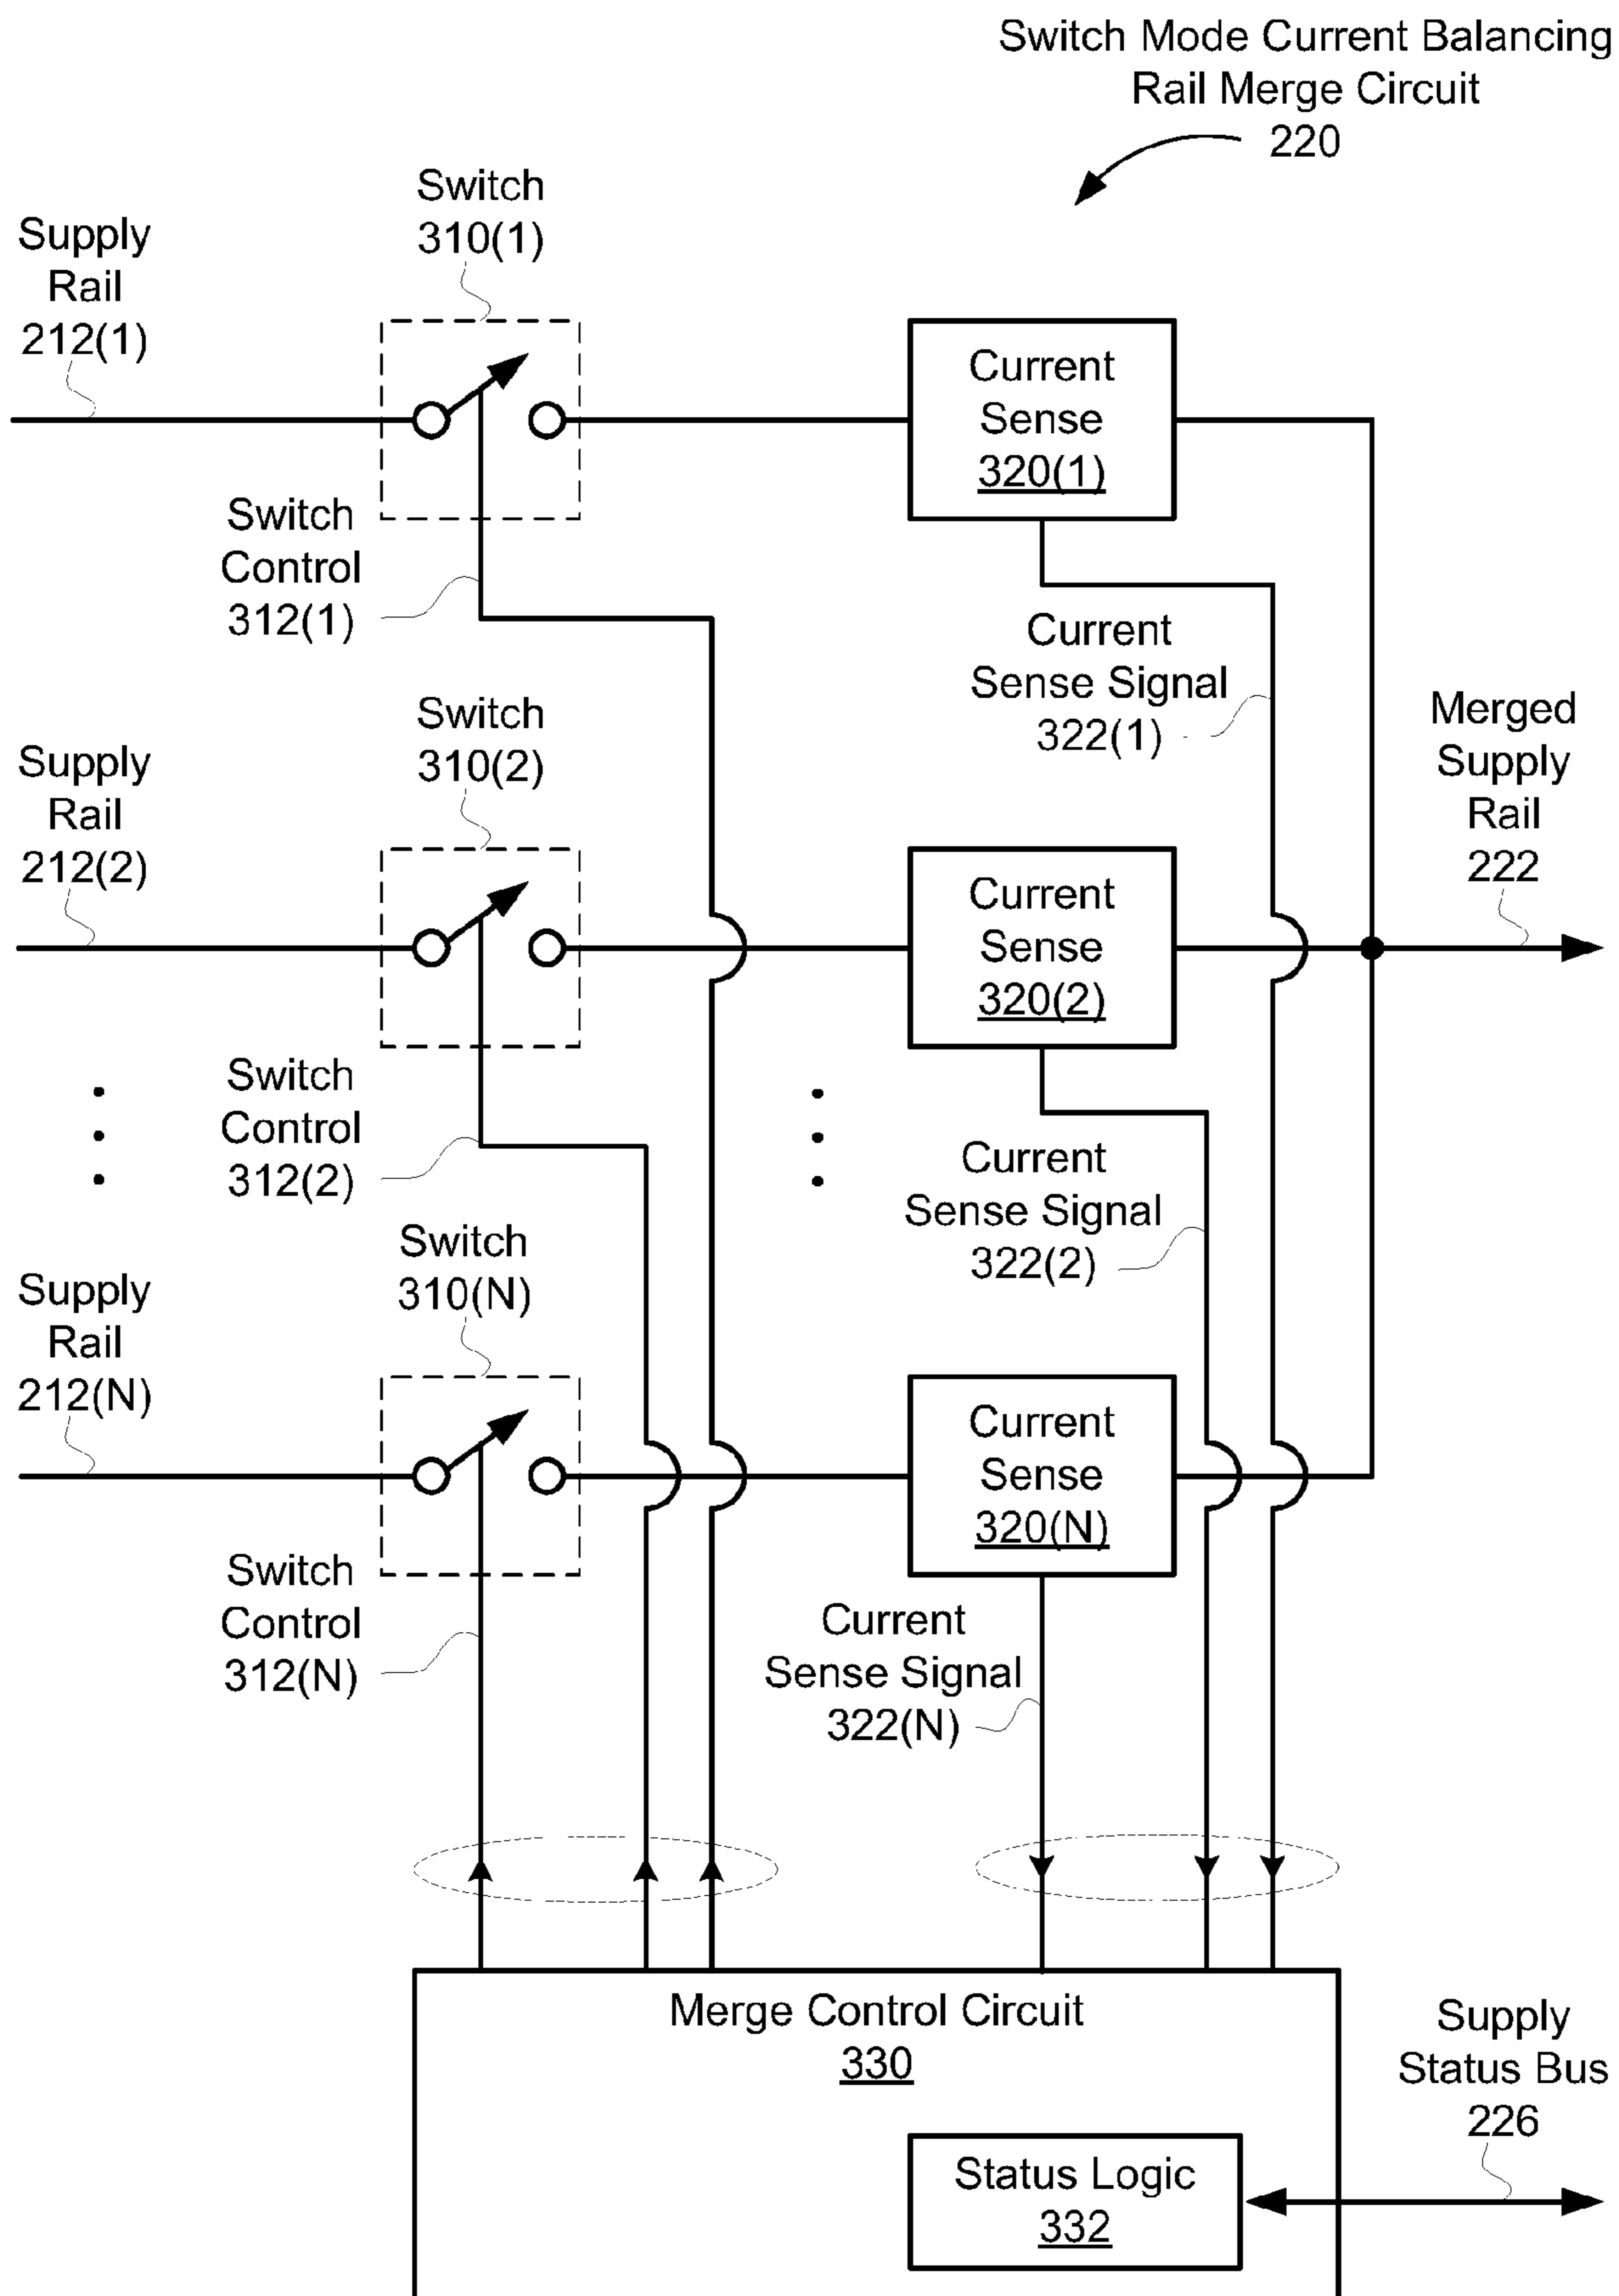 Switch Mode Current Balancing
Rail Merge Circuit
220
Switch
310(1)
Supply
Rail
212(1)
Current
Sense
320(1)
Switch
Control
312(1)
Current
Sense Signal
322(1)
Merged
Supply
Rail
222
Switch
310(2)
Supply
Rail
212(2)
Current
Sense
320(2)
Switch
Control
312(2)
Current
Sense Signal
322(2)
Switch
310(N)
Supply
Rail
212(N)
Current
Sense
320(N)
Switch
Control
312(N)
Current
Sense Signal
322(N)
Merge Control Circuit
330
Supply
Status Bus
226
Status Logic
332